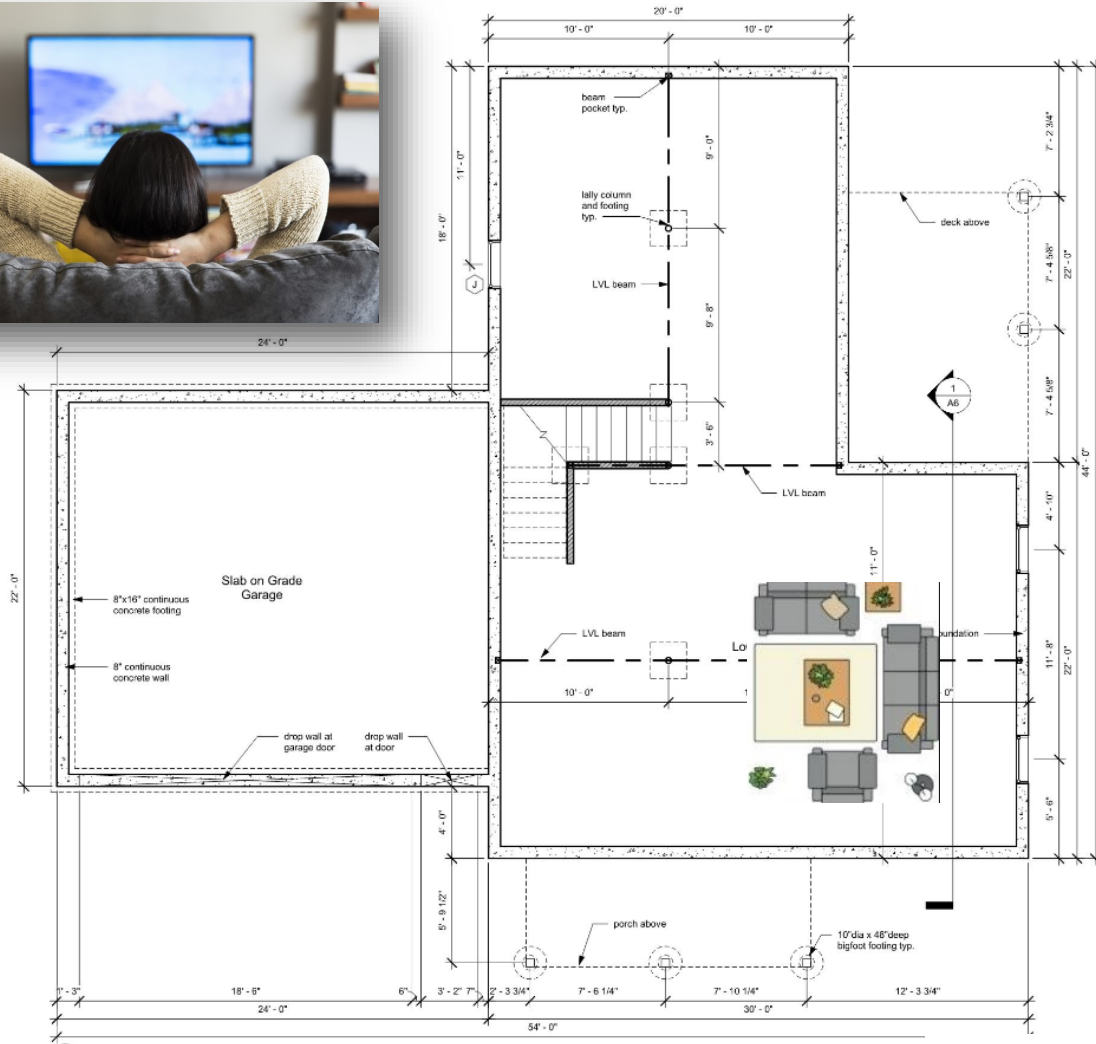 20' - 0"
10' - 0"
10' - 0"
beam
pocket typ.
9' - 0"
11' - 0"
18' - 0"
7' - 2 3/4"
lally column
and footing
typ.
deck above
7' - 4 5/8"
22' - 0"
J
LVL beam
9' - 8"
24' - 0"
1
A6
7' - 4 5/8"
3' - 6"
44' - 0"
LVL beam
4' - 10"
11' - 0"
22' - 0"
Slab on Grade
Garage
8"x16" continuous
concrete footing
LVL beam
oundation
8" continuous
concrete wall
11' - 8"
22' - 0"
10' - 0"
drop wall at
garage door
drop wall
at door
5' - 6"
4' - 0"
5' - 9 1/2"
porch above
10"dia x 48"deep
bigfoot footing typ.
1' - 3"
18' - 6"
6"
3' - 2"
7"
2' - 3 3/4"
7' - 6 1/4"
7' - 10 1/4"
12' - 3 3/4"
24' - 0"
30' - 0"
54' - 0"